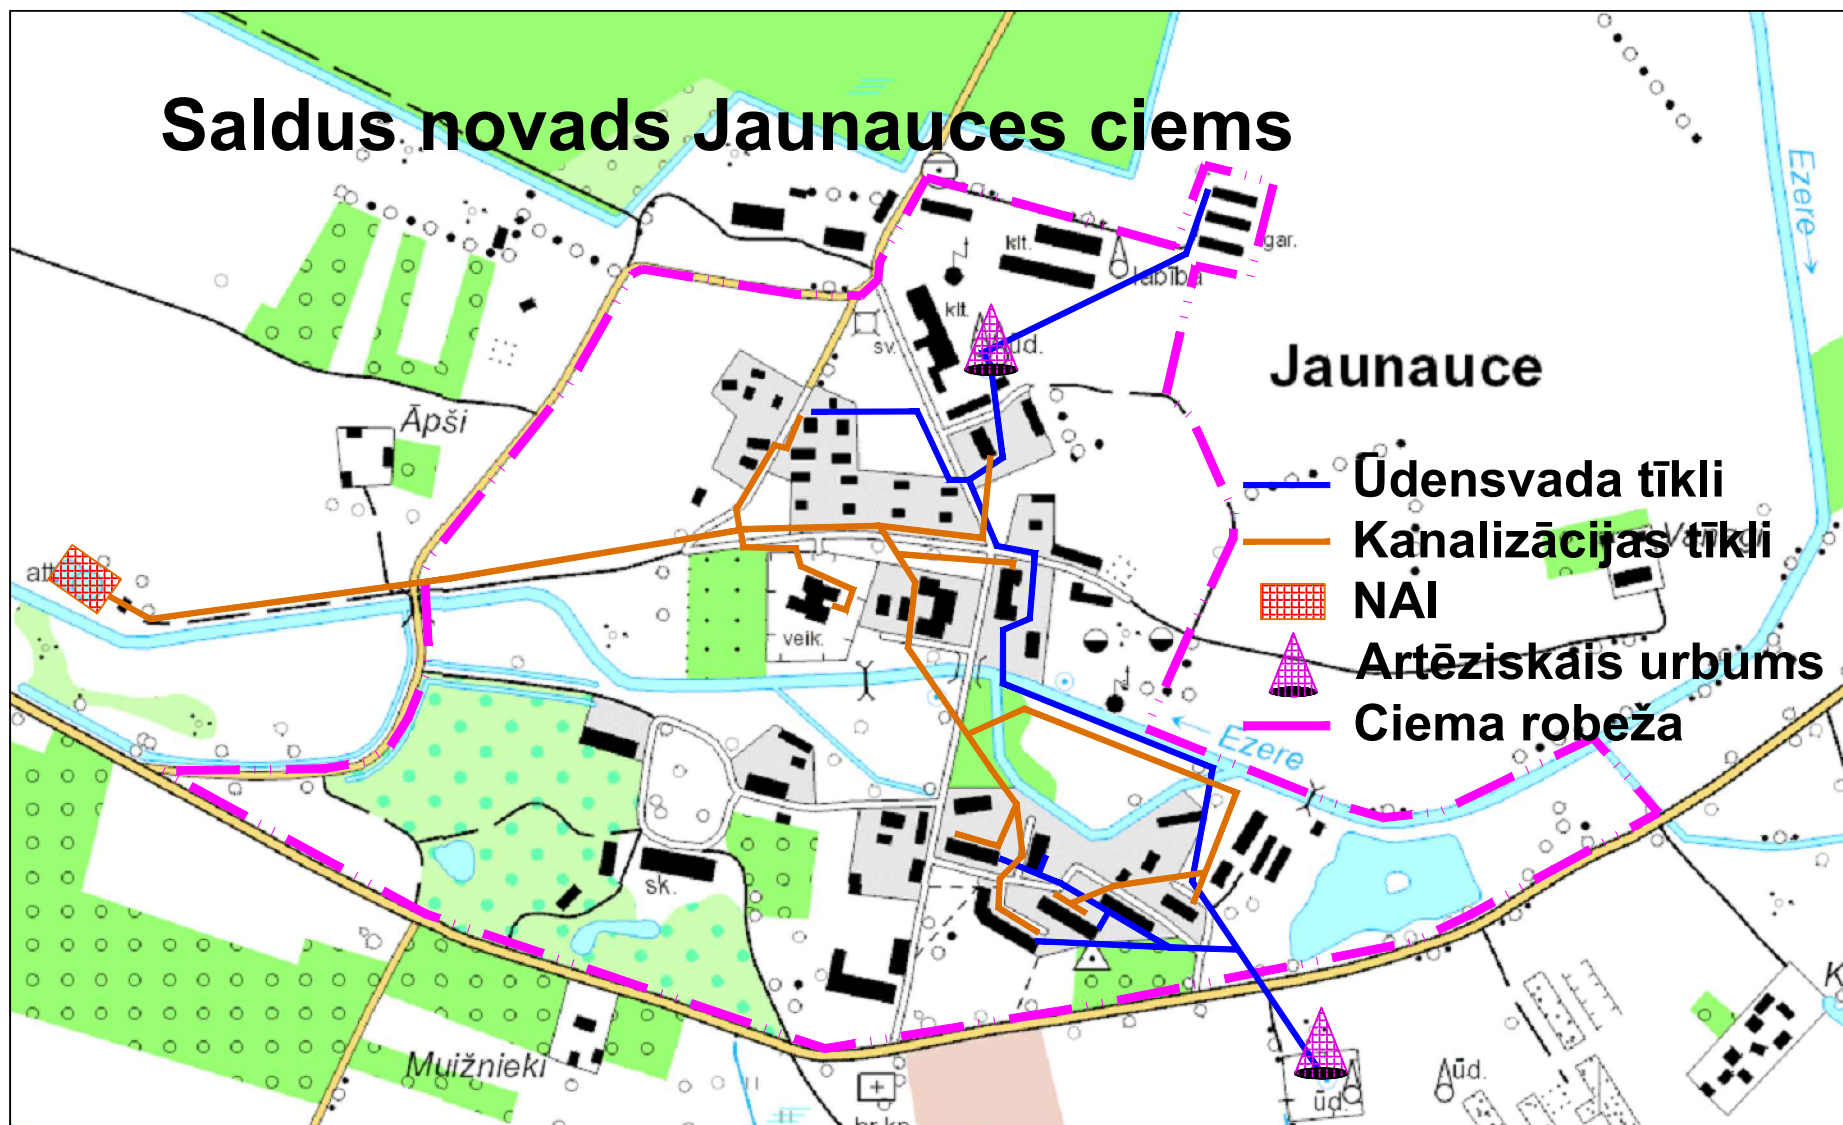 Saldus novads Jaunauces ciems
Ezere
klt.
gar.
labība
klt.
sv.
ūd.
Jaunauce
Āpši
Ūdensvada tīkli
Kanalizācijas tīkli
att.
NAI
veik.
Artēziskais urbums
Ciema robeža
Ezere
sk.
Muižnieki
ūd.
ūd.
K